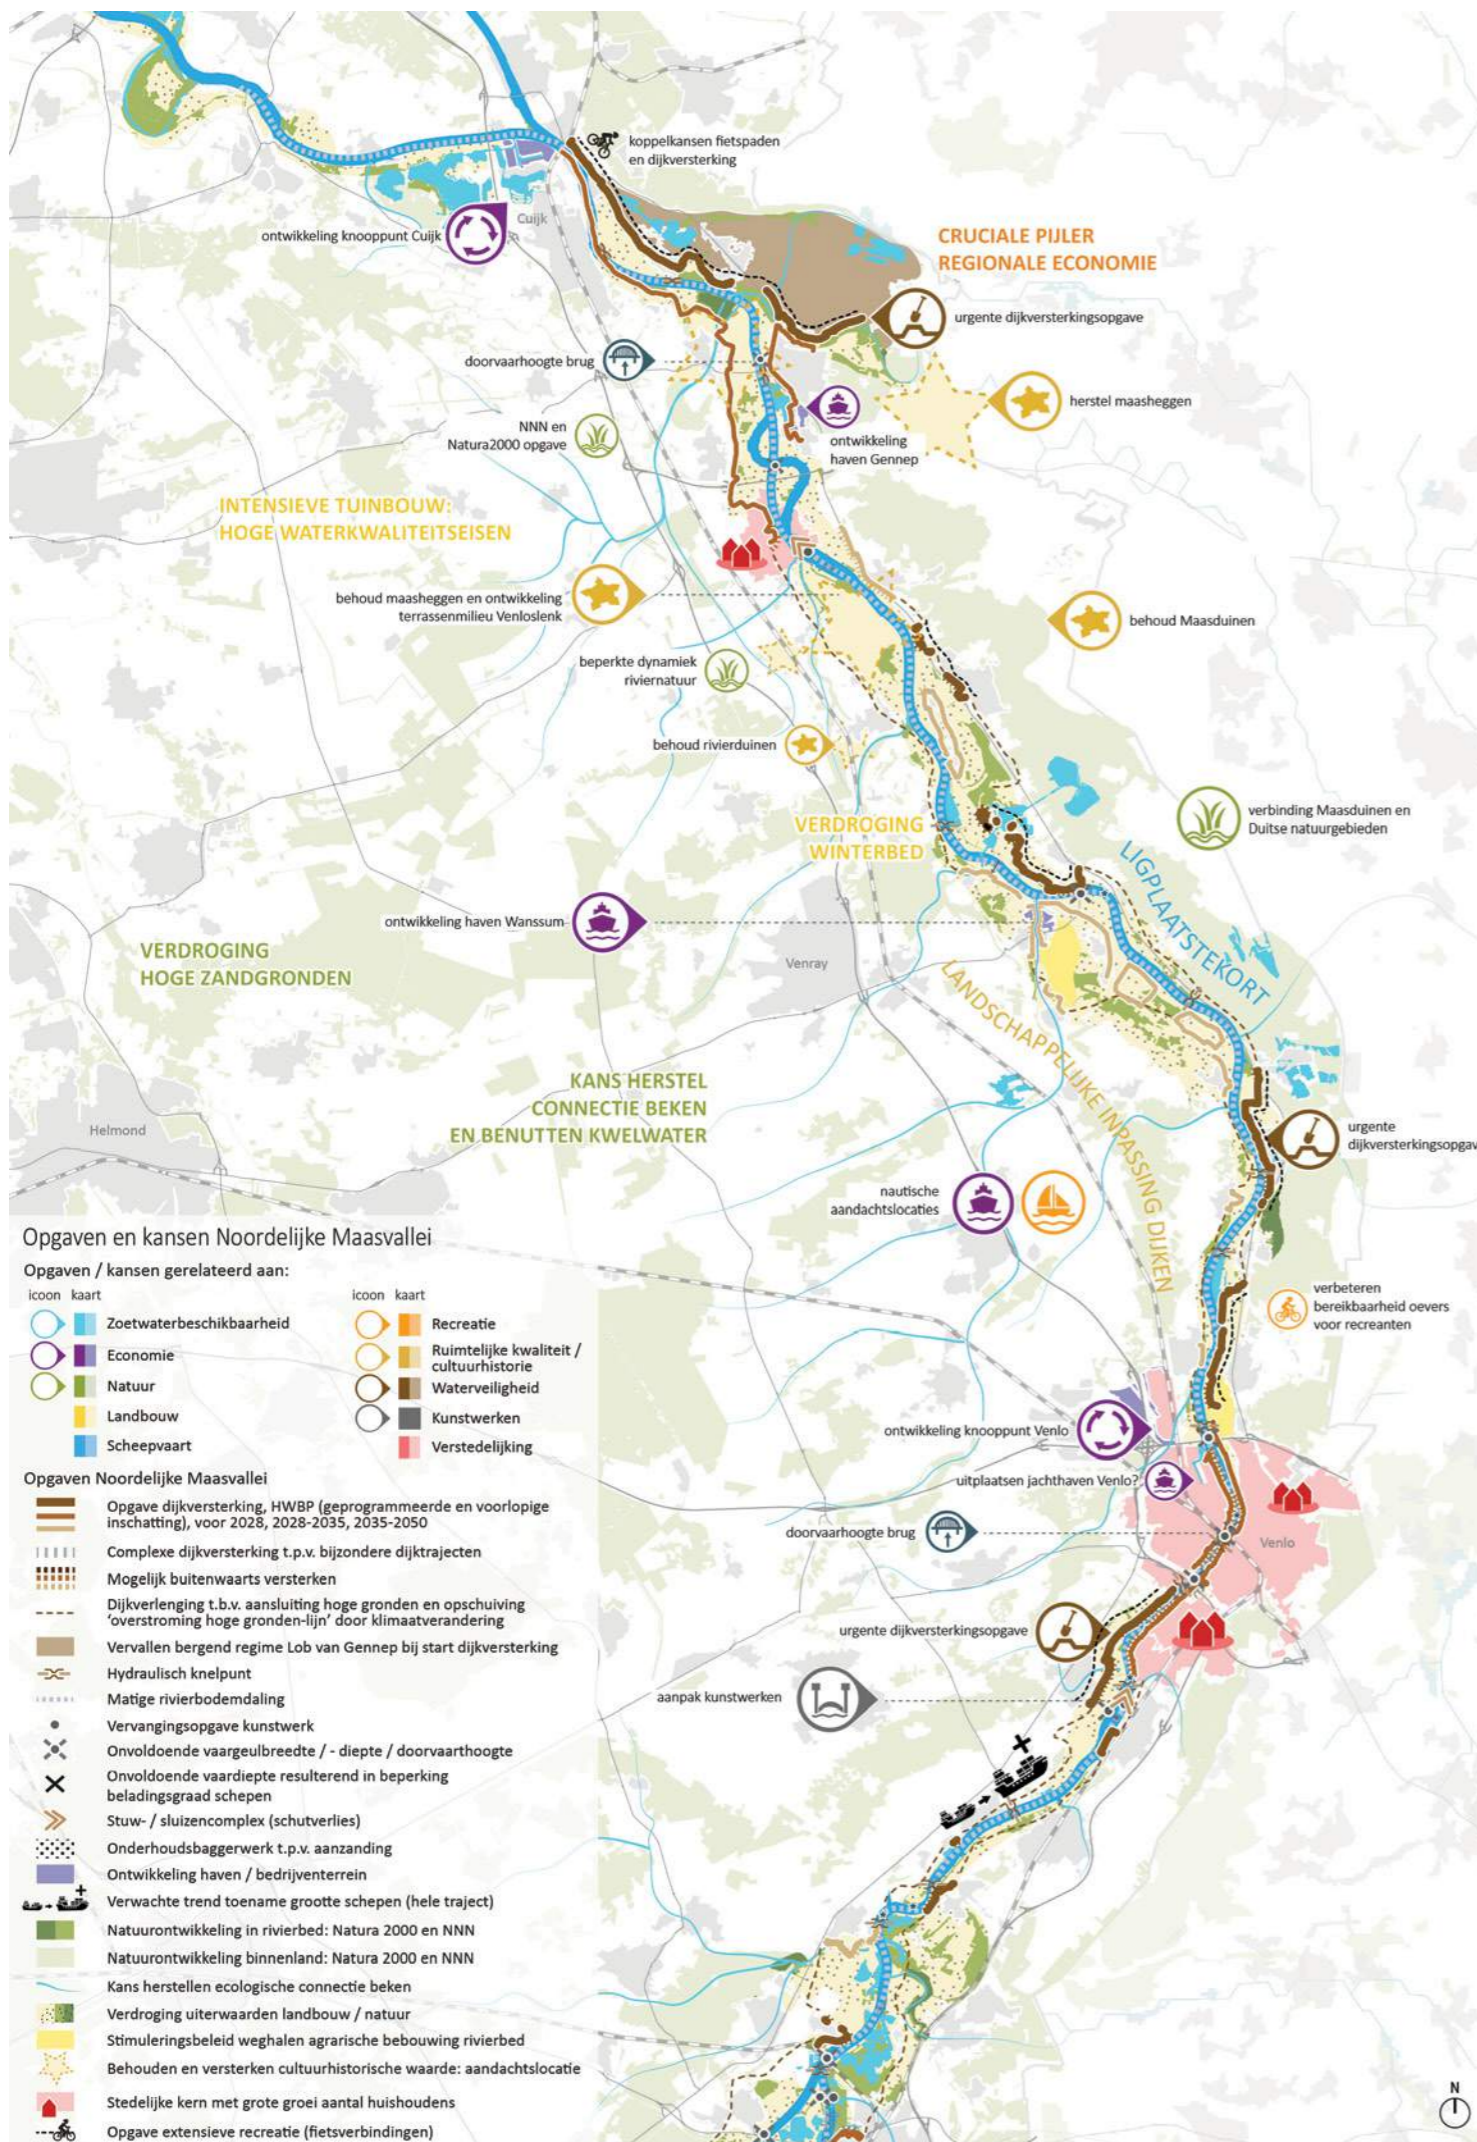 koppelkansen fietspaden
en dijkversterking
Cuijk
ontwikkeling knooppunt Cuijk
CRUCIALE PIJLER
REGIONALE ECONOMIE
urgente dijkversterkingsopgave
doorvaarhoogte brug
herstel maasheggen
NNN en
Natura2000 opgave
ontwikkeling
haven Gennep
INTENSIEVE TUINBOUW:
HOGE WATERKWALITEITSEISEN
behoud maasheggen en ontwikkeling
terrassenmilieu Venloslenk
behoud Maasduinen
beperkte dynamiek
riviernatuur
behoud rivierduinen
verbinding Maasduinen en
Duitse natuurgebieden
VERDROGING
WINTERBED
LIGPLAATSTEKORT
ontwikkeling haven Wanssum
VERDROGING
HOGE ZANDGRONDEN
Venray
LANDSCHAPPELIJKE INPASSING DIJKEN
KANS HERSTEL
CONNECTIE BEKEN
EN BENUTTEN KWELWATER
Helmond
urgente
dijkversterkingsopgav
nautische
aandachtslocaties
verbeteren
bereikbaarheid oevers
voor recreanten
ontwikkeling knooppunt Venlo
uitplaatsen jachthaven Venlo?
doorvaarhoogte brug
Venlo
urgente dijkversterkingsopgave
aanpak kunstwerken
Opgaven en kansen Noordelijke Maasvallei
Opgaven / kansen gerelateerd aan:
icoon kaart
Zoetwaterbeschikbaarheid
Economie
Natuur
Landbouw
Scheepvaart
icoon kaart
Recreatie
Ruimtelijke kwaliteit /
cultuurhistorie
Waterveiligheid
Kunstwerken
Verstedelijking
Opgaven Noordelijke Maasvallei
Opgave dijkversterking, HWBP (geprogrammeerde en voorlopige
inschatting), voor 2028, 2028-2035, 2035-2050
Complexe dijkversterking t.p.v. bijzondere dijktrajecten
Mogelijk buitenwaarts versterken
Dijkverlenging t.b.v. aansluiting hoge gronden en opschuiving
'overstroming hoge gronden-lijn' door klimaatverandering
Vervallen bergend regime Lob van Gennep bij start dijkversterking
Hydraulisch knelpunt
Matige rivierbodemdaling
Vervangingsopgave kunstwerk
Onvoldoende vaargeulbreedte / - diepte / doorvaarthoogte
Onvoldoende vaardiepte resulterend in beperking
beladingsgraad schepen
Stuw- / sluizencomplex (schutverlies)
Onderhoudsbaggerwerk t.p.v. aanzanding
Ontwikkeling haven / bedrijventerrein
Verwachte trend toename grootte schepen (hele traject)
Natuurontwikkeling in rivierbed: Natura 2000 en NNN
Natuurontwikkeling binnenland: Natura 2000 en NNN
Kans herstellen ecologische connectie beken
Verdroging uiterwaarden landbouw / natuur
Stimuleringsbeleid weghalen agrarische bebouwing rivierbed
Behouden en versterken cultuurhistorische waarde: aandachtslocatie
Stedelijke kern met grote groei aantal huishoudens
Opgave extensieve recreatie (fietsverbindingen)
N